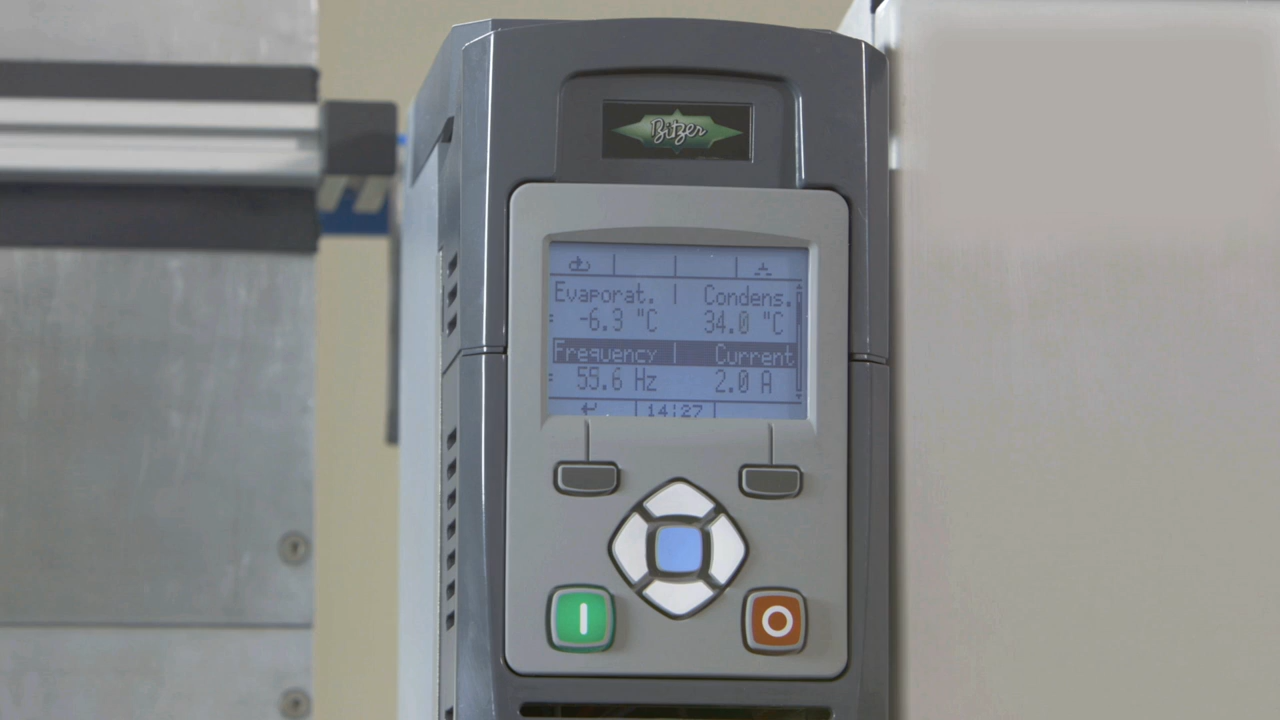 Bitzer
Evaporat. | Condens.
-6.3 "C 34.0 "C
Frequency | Current
55.6 Hz 2.0 A
14:27